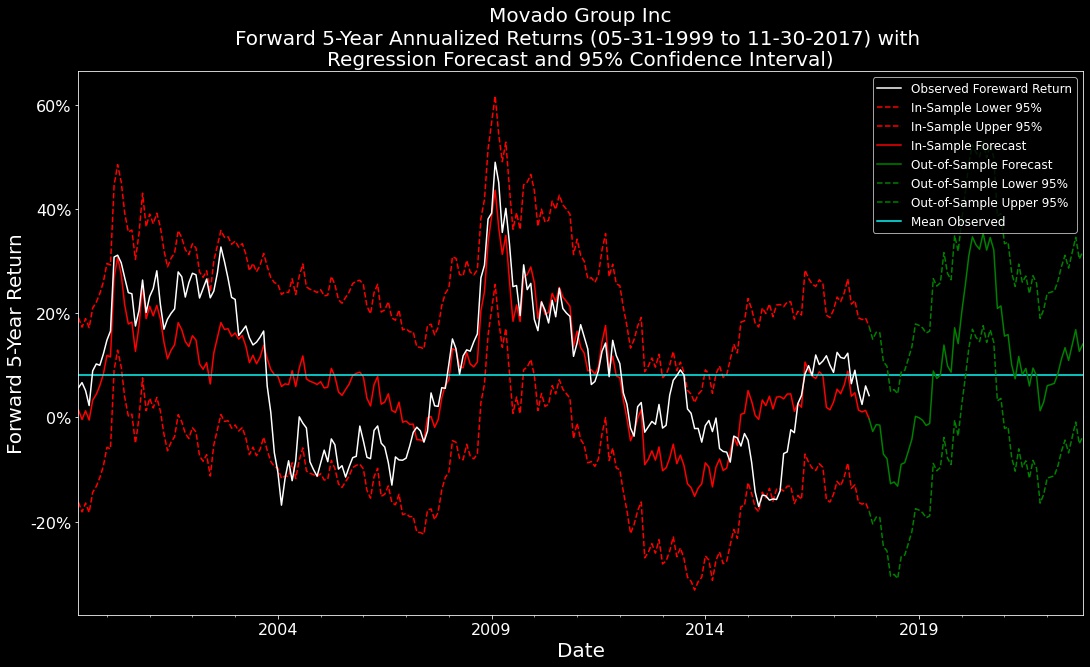 Movado Group Inc
Forward 5-Year Annualized Returns (05-31-1999 to 11-30-2017) with
Regression Forecast and 95% Confidence Interval)
Observed Foreward Return
In-Sample Lower 95%
In-Sample Upper 95%
In-Sample Forecast
Out-of-Sample Forecast
Out-of-Sample Lower 95%
Out-of-Sample Upper 95%
Mean Observed
Forward 5-Year Return
60%
40%
20%
0%
-20%
2004
2009
2014
2019
Date